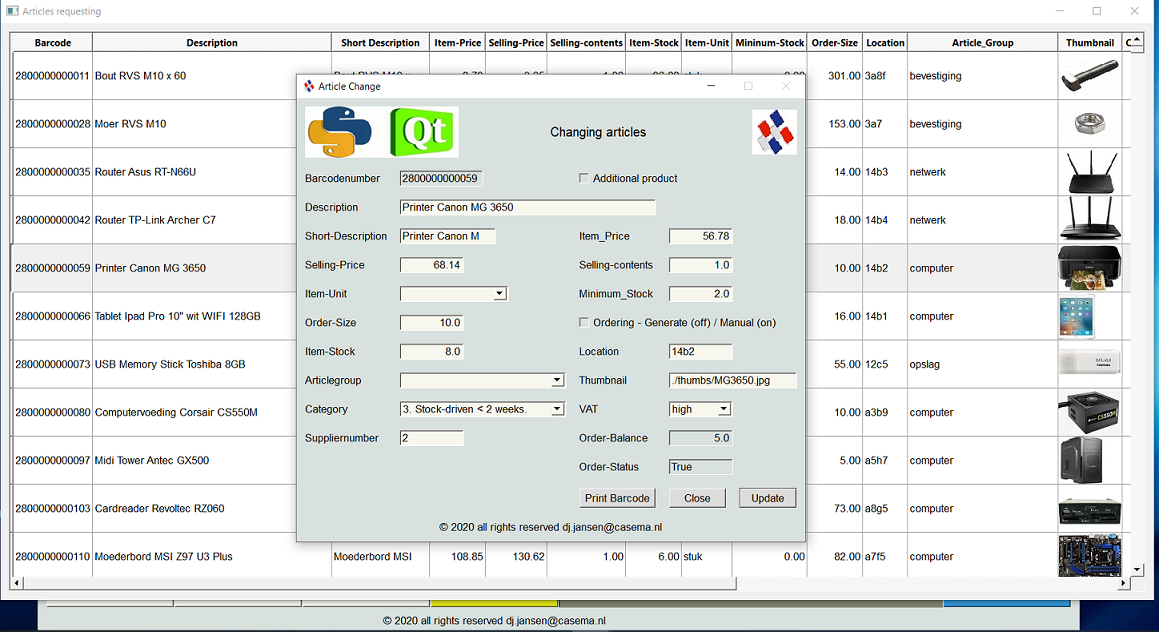 Articles requesting
Barcode Description Short Description Item-Price Selling-Price Selling-contents Item-Stock Item-Unit Mininum-Stock Order-Size Location Article_Group Thumbnail C
2800000000011 Bout RVS M10 x 60 301.00 3a8f bevestiging
2800000000028 Moer RVS M10 153.00 3a7 bevestiging
2800000000035 Router Asus RT-N66U 14.00 14b3 netwerk
2800000000042 Router TP-Link Archer C7 18.00 14b4 netwerk
2800000000059 Printer Canon MG 3650 10.00 14b2 computer
2800000000066 Tablet Ipad Pro 10" wit WIFI 128GB 16.00 14b1 computer
2800000000073 USB Memory Stick Toshiba 8GB 55.00 12c5 opslag
2800000000080 Computervoeding Corsair CS550M 10.00 a3b9 computer
2800000000097 Midi Tower Antec GX500 5.00 a5h7 computer
2800000000103 Cardreader Revoltec RZ060 73.00 a8g5 computer
2800000000110 Moederbord MSI Z97 U3 Plus Moederbord MSI 108.85 130.62 1.00 6.00 stuk 0.00 82.00 a7f5 computer
Article Change
Qt
Changing articles
Barcodenumber 2800000000059 Additional product
Description Printer Canon MG 3650
Short-Description Printer Canon M Item_Price 56.78
Selling-Price 68.14 Selling-contents 1.0
Item-Unit Minimum_Stock 2.0
Order-Size 10.0 Ordering - Generate (off) / Manual (on)
Item-Stock 8.0 Location 14b2
Articlegroup Thumbnail ./thumbs/MG3650.jpg
Category 3. Stock-driven < 2 weeks. VAT high
Suppliernumber 2 Order-Balance 5.0
Order-Status True
Print Barcode Close Update
© 2020 all rights reserved dj.jansen@casema.nl
© 2020 all rights reserved dj.jansen@casema.nl